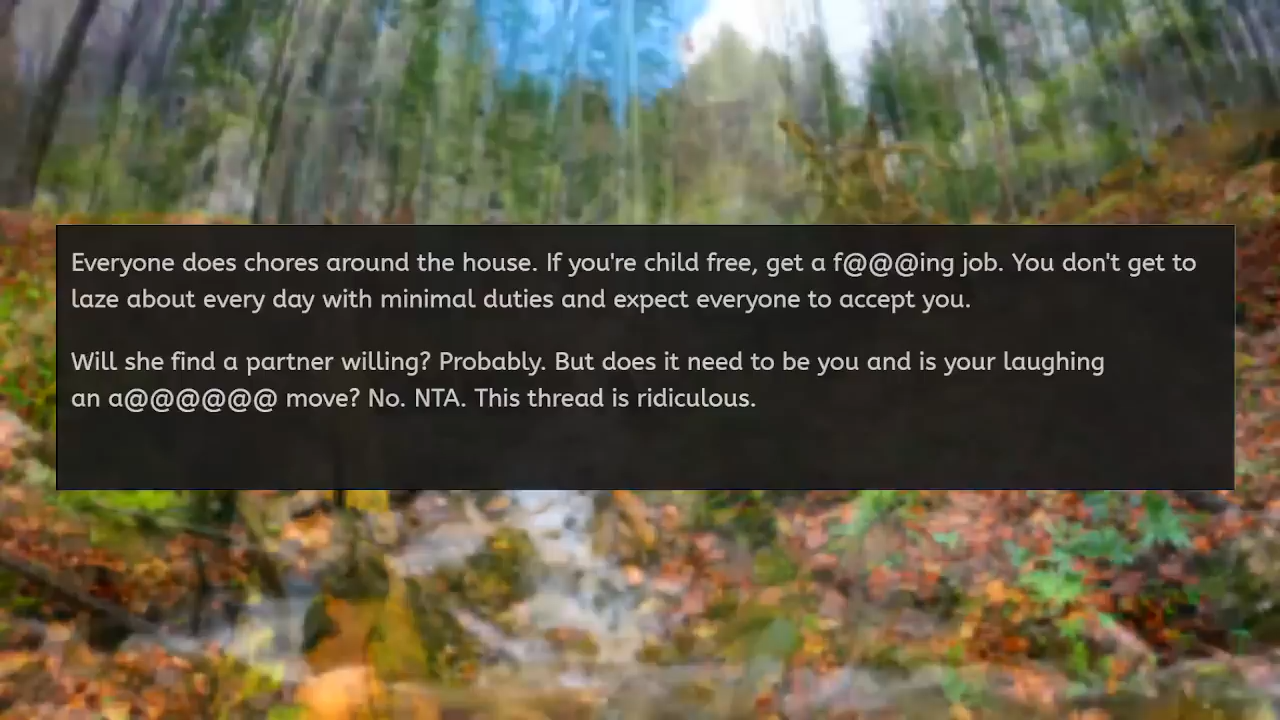 Everyone does chores around the house. If you're child free, get a f@@@ing job. You don't get to
laze about every day with minimal duties and expect everyone to accept you.
Will she find a partner willing? Probably. But does it need to be you and is your laughing
an a@@@@@@ move? No. NTA. This thread is ridiculous.